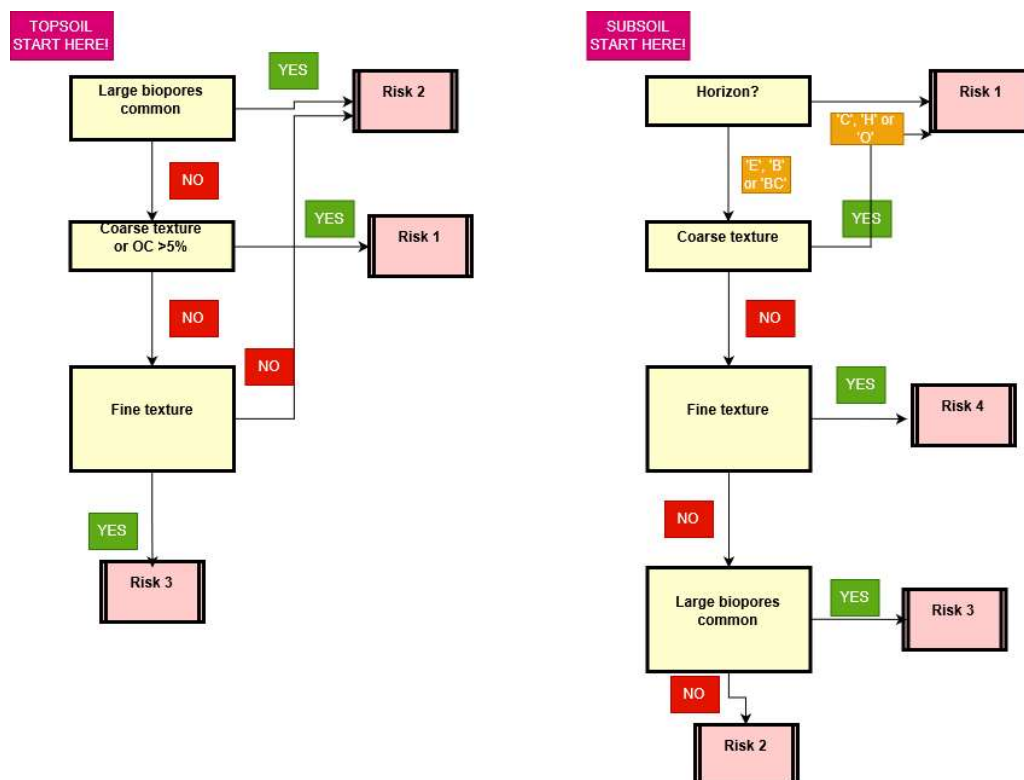 TOPSOIL
START HERE!
YES
Large biopores
common
Risk 2
NO
Coarse texture
or OC >5%
YES
Risk 1
NO
NO
Fine texture
YES
Risk 3
SUBSOIL
START HERE!
Horizon?
Risk 1
'C', 'H' or
'O'
'E', 'B'
or 'BC'
YES
Coarse texture
NO
YES
Fine texture
Risk 4
NO
Large biopores
common
YES
Risk 3
NO
Risk 2